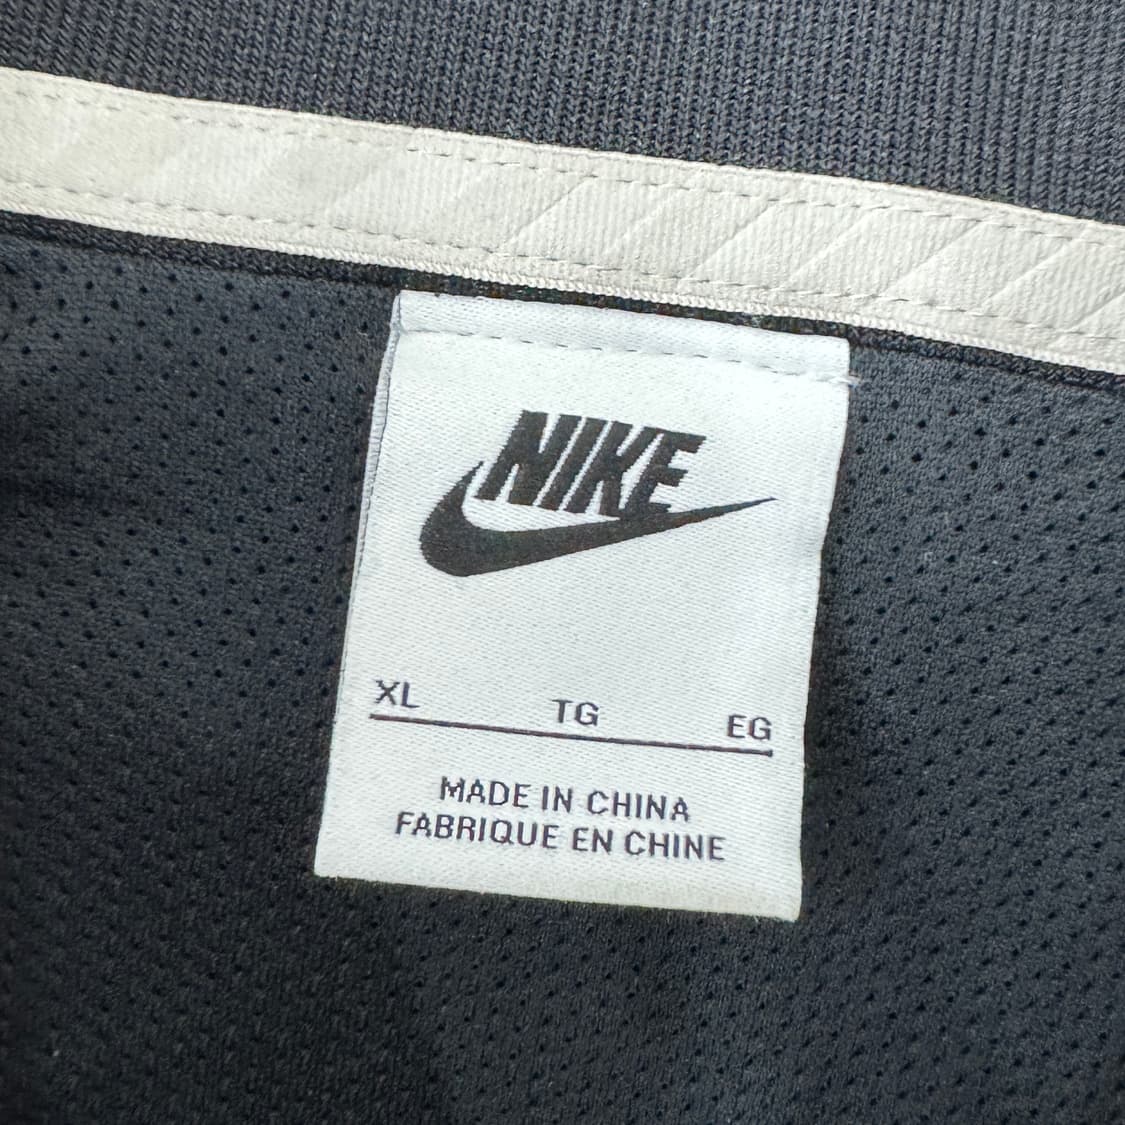 NIKE
XL TG EG
MADE IN CHINA
FABRIQUE EN CHINE